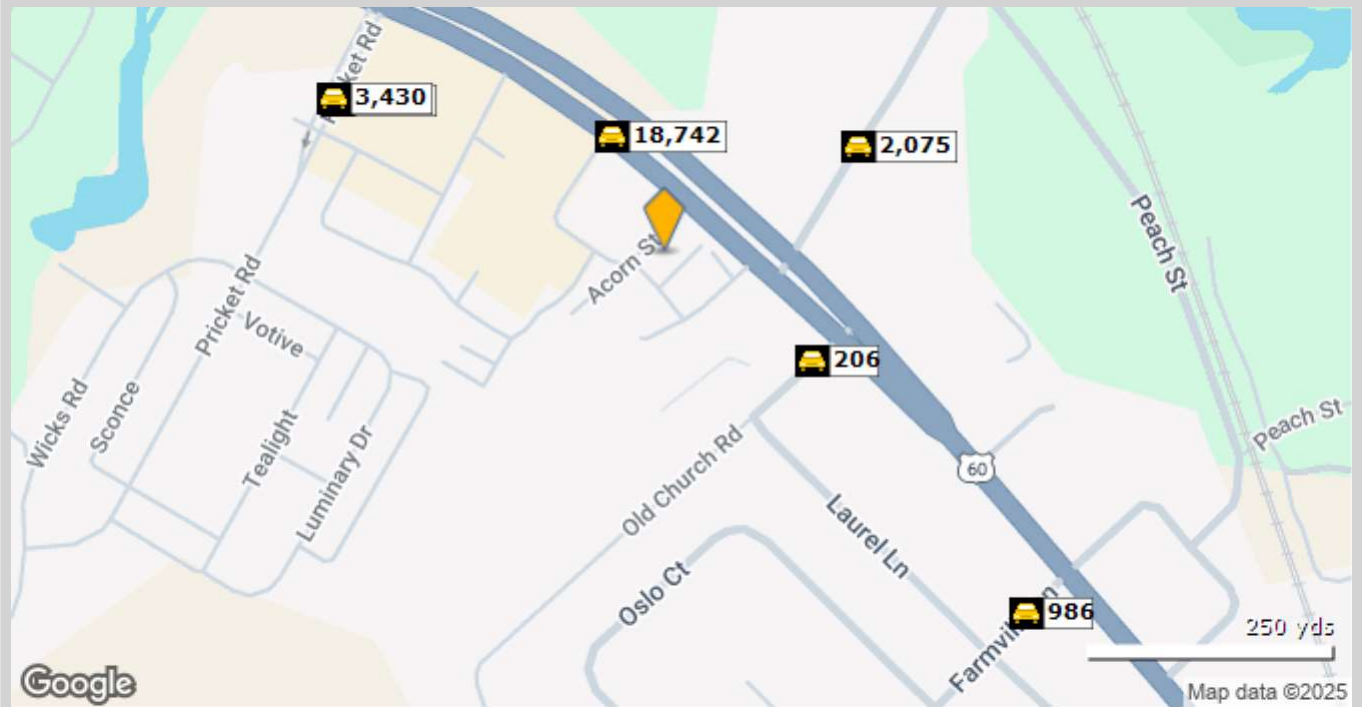 Pricket Rd
3,430
18,742
2,075
Peach St
Acorn St
Pricket Rd
Votive
206
Wicks Rd
Sconce
Tealight
Luminary Dr
Peach St
60
Old Church Rd
Laurel Ln
Oslo Ct
986
Farmville Ln
250 yds
Google
Map data ©2025